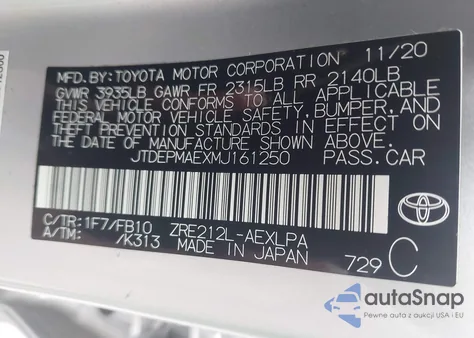 MFD. BY: TOYOTA MOTOR CORPORATION 11/20
GVWR 3935LB GAWR FR 2315LB RR 2140LB
THIS VEHICLE CONFORMS TO ALL APPLICABLE
FEDERAL MOTOR VEHICLE SAFETY, BUMPER, AND
THEFT PREVENTION STANDARDS IN EFFECT ON
THE DATE OF MANUFACTURE SHOWN ABOVE.
JTDEPMAEXMJ161250 PASS. CAR
C/TR: 1F7/FB10 ZRE212L-AEXLPA
A/TM: /K313 MADE IN JAPAN
729 C
TOYOTA
autoSnap
Pewne auta z USA i EU